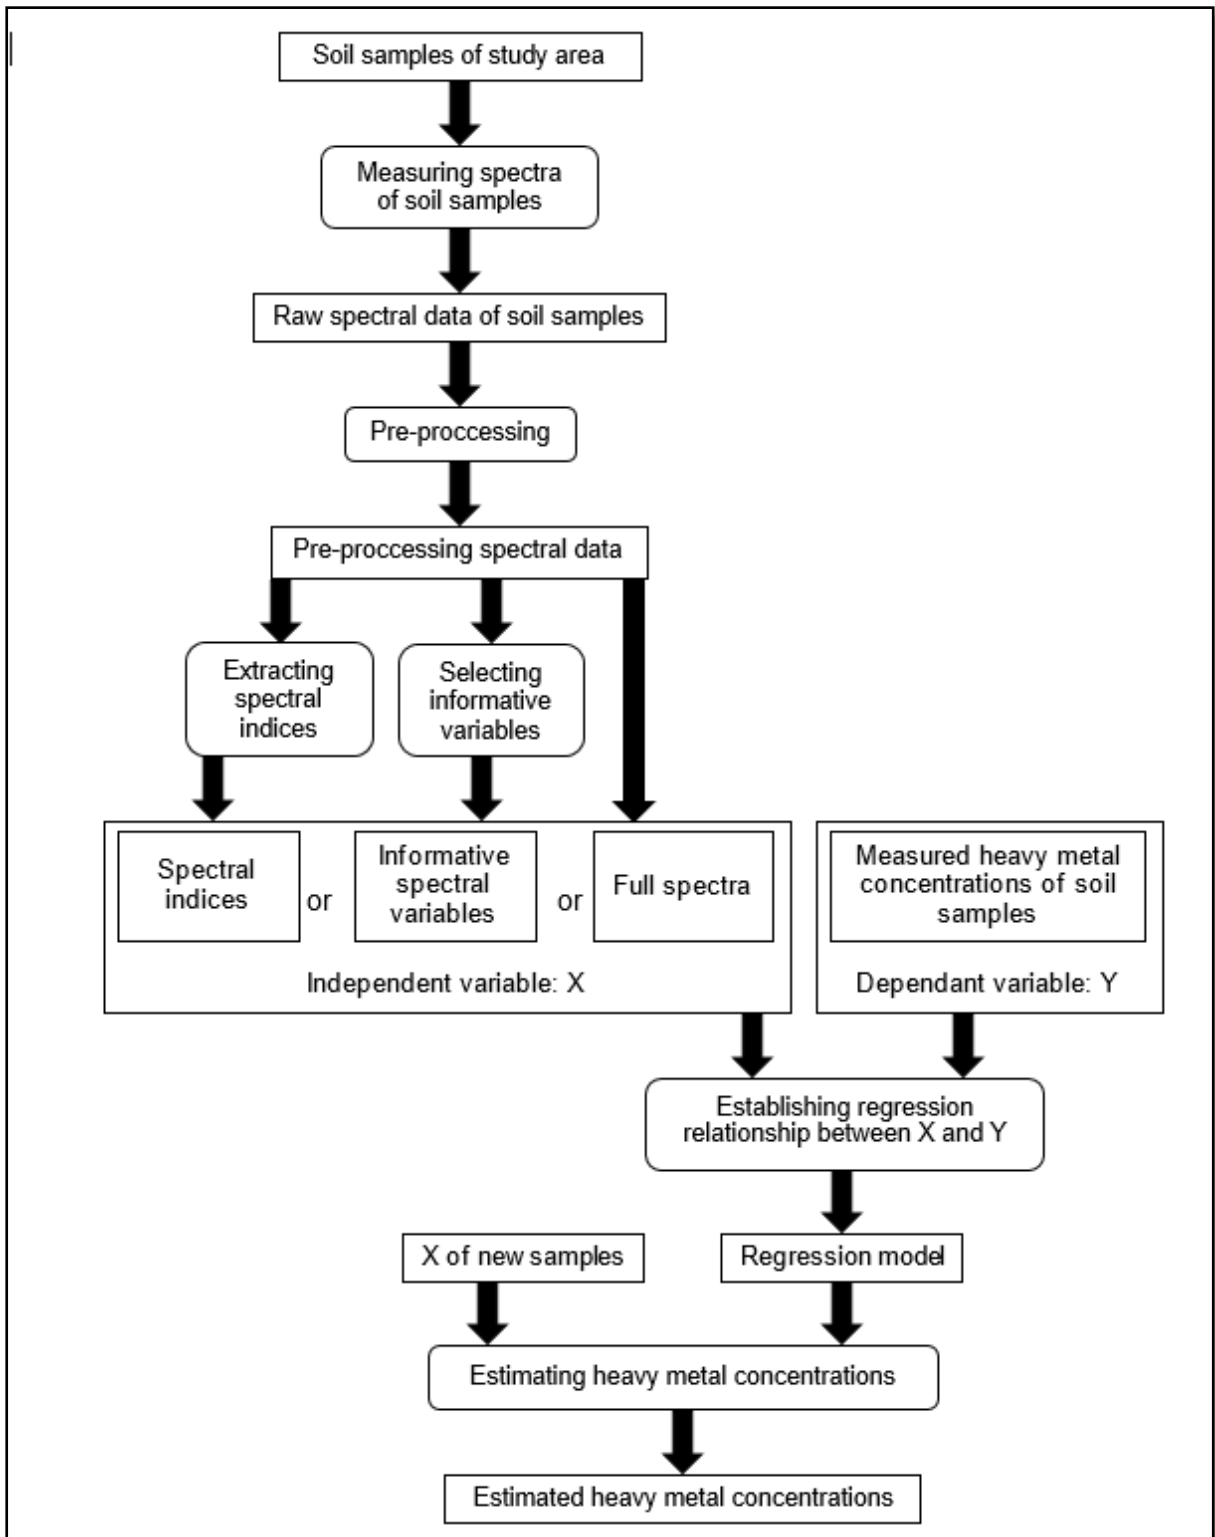 Soil samples of study area
Measuring spectra
of soil samples
Raw spectral data of soil samples
Pre-proccessing
Pre-proccessing spectral data
Extracting
spectral
indices
Selecting
informative
variables
Spectral
indices
or
Informative
spectral
variables
or
Full spectra
Independent variable: X
Measured heavy metal
concentrations of soil
samples
Dependant variable: Y
Establishing regression
relationship between X and Y
X of new samples
Regression model
Estimating heavy metal concentrations
Estimated heavy metal concentrations